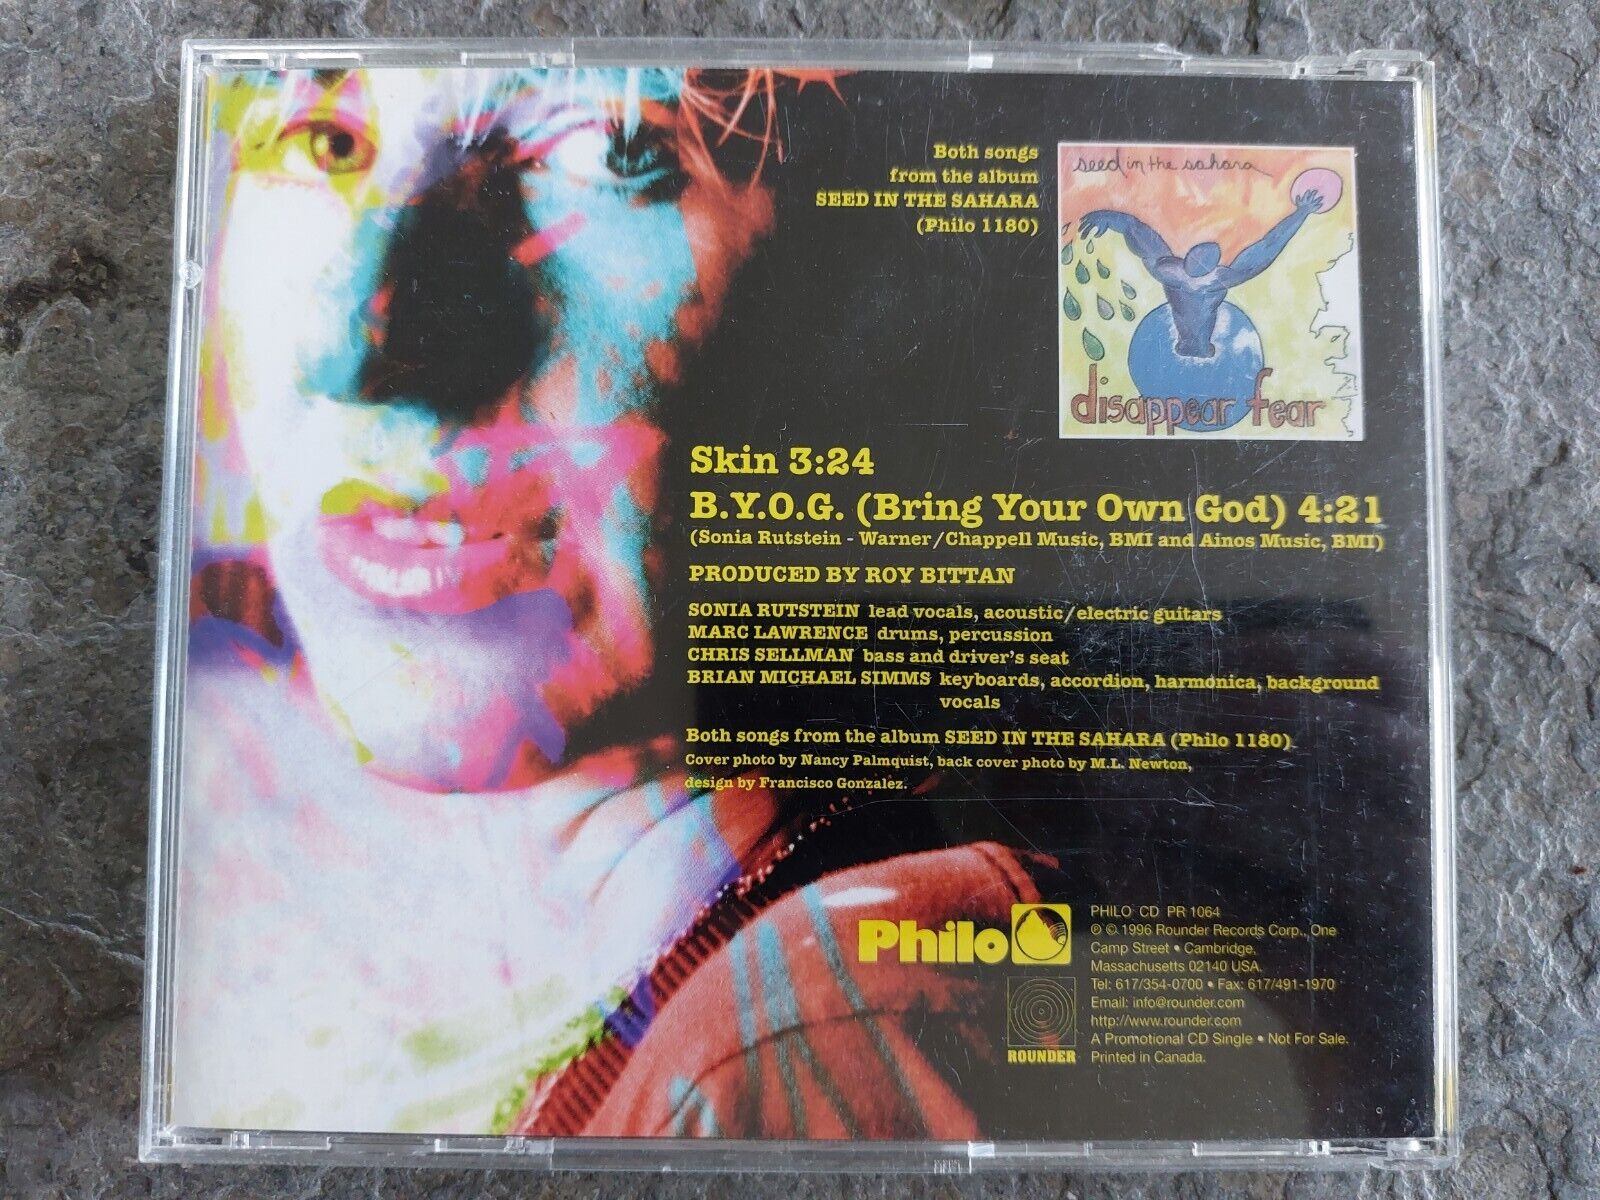 Both songs
from the album
SEED IN THE SAHARA
(Philo 1180)
seed in the sahara
disappear fear
Skin 3:24
B.Y.O.G. (Bring Your Own God) 4:21
(Sonia Rutstein - Warner/Chappell Music, BMI and Ainos Music, BMI)
PRODUCED BY ROY BITTAN
SONIA RUTSTEIN lead vocals, acoustic/electric guitars
MARC LAWRENCE drums, percussion
CHRIS SELLMAN bass and driver's seat
BRIAN MICHAEL SIMMS keyboards, accordion, harmonica, background
vocals
Both songs from the album SEED IN THE SAHARA (Philo 1180)
Cover photo by Nancy Palmquist, back cover photo by M.L. Newton,
design by Francisco Gonzalez.
Philo
ROUNDER
PHILO CD PR 1064
℗ © 1996 Rounder Records Corp., One
Camp Street • Cambridge,
Massachusetts 02140 USA.
Tel: 617/354-0700 • Fax: 617/491-1970
Email: info@rounder.com
http://www.rounder.com
A Promotional CD Single • Not For Sale.
Printed in Canada.